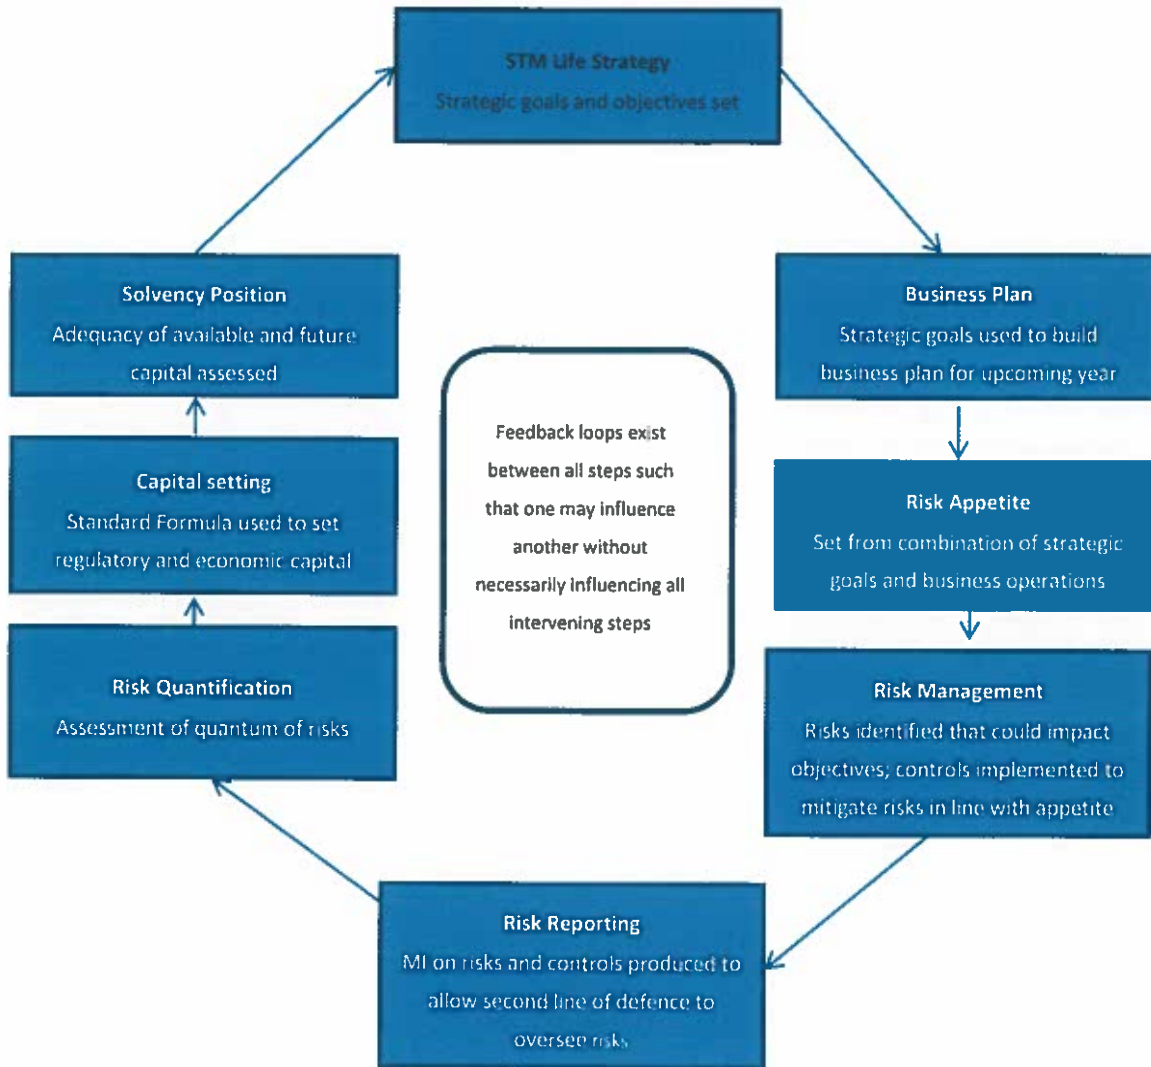 STM Life Strategy
Strategic goals and objectives set
Business Plan
Strategic goals used to build
business plan for upcoming year
Risk Appetite
Set from combination of strategic
goals and business operations
Risk Management
Risks identified that could impact
objectives; controls implemented to
mitigate risks in line with appetite
Risk Reporting
MI on risks and controls produced to
allow second line of defence to
oversee risks
Risk Quantification
Assessment of quantum of risks
Capital setting
Standard Formula used to set
regulatory and economic capital
Solvency Position
Adequacy of available and future
capital assessed
Feedback loops exist
between all steps such
that one may influence
another without
necessarily influencing all
intervening steps